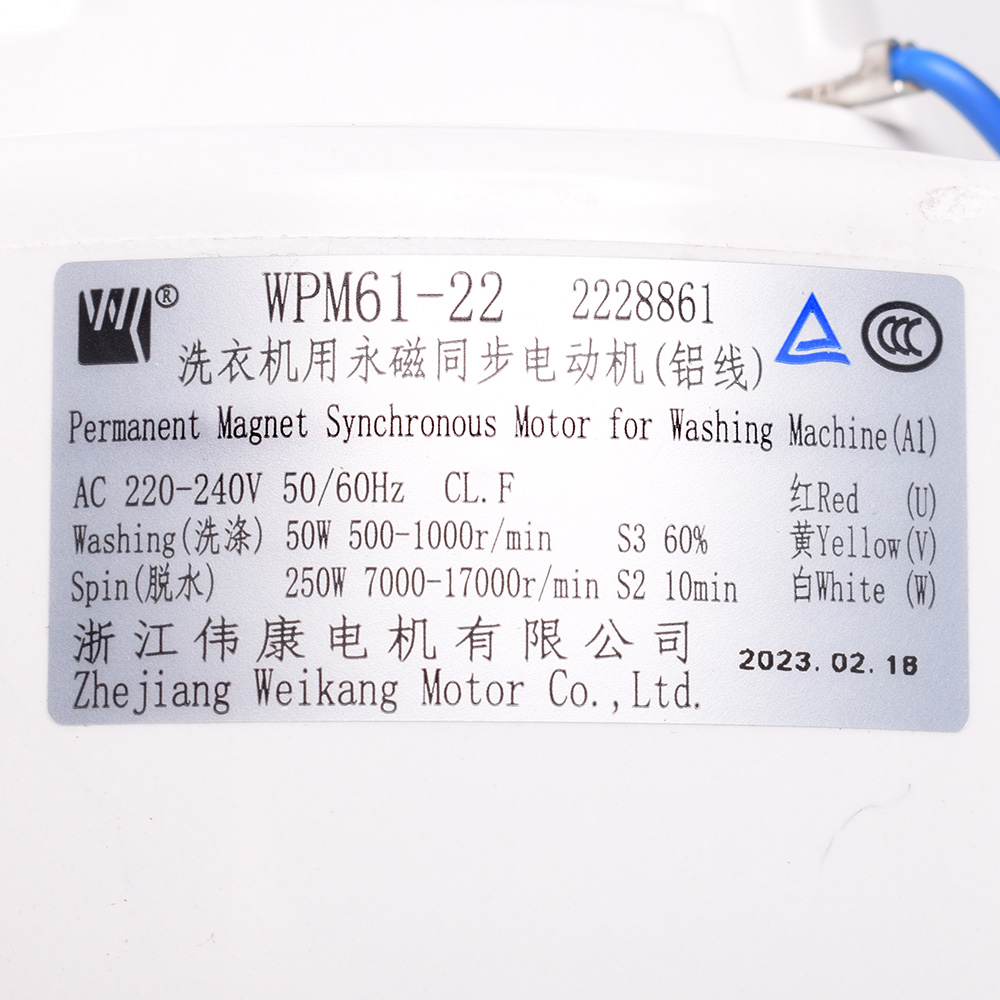 WK® WPM61-22 2228861
洗衣机用永磁同步电动机(铝线)
Permanent Magnet Synchronous Motor for Washing Machine(Al)
AC 220-240V 50/60Hz CL.F 红Red (U)
Washing(洗涤) 50W 500-1000r/min S3 60% 黄Yellow(V)
Spin(脱水) 250W 7000-17000r/min S2 10min 白White (W)
浙江伟康电机有限公司
2023.02.18
Zhejiang Weikang Motor Co.,Ltd.